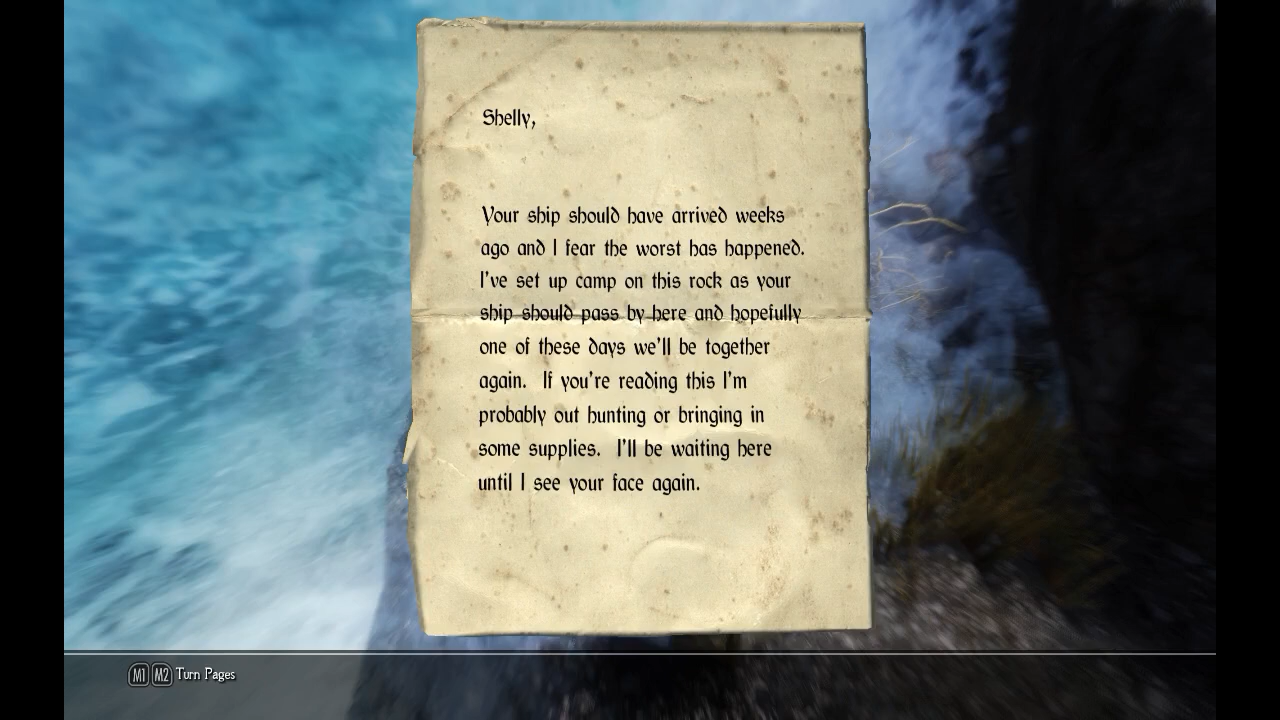 Shelly,
Your ship should have arrived weeks
ago and I fear the worst has happened.
I've set up camp on this rock as your
ship should pass by here and hopefully
one of these days we'll be together
again.  If you're reading this I'm
probably out hunting or bringing in
some supplies.  I'll be waiting here
until I see your face again.
M1 M2 Turn Pages